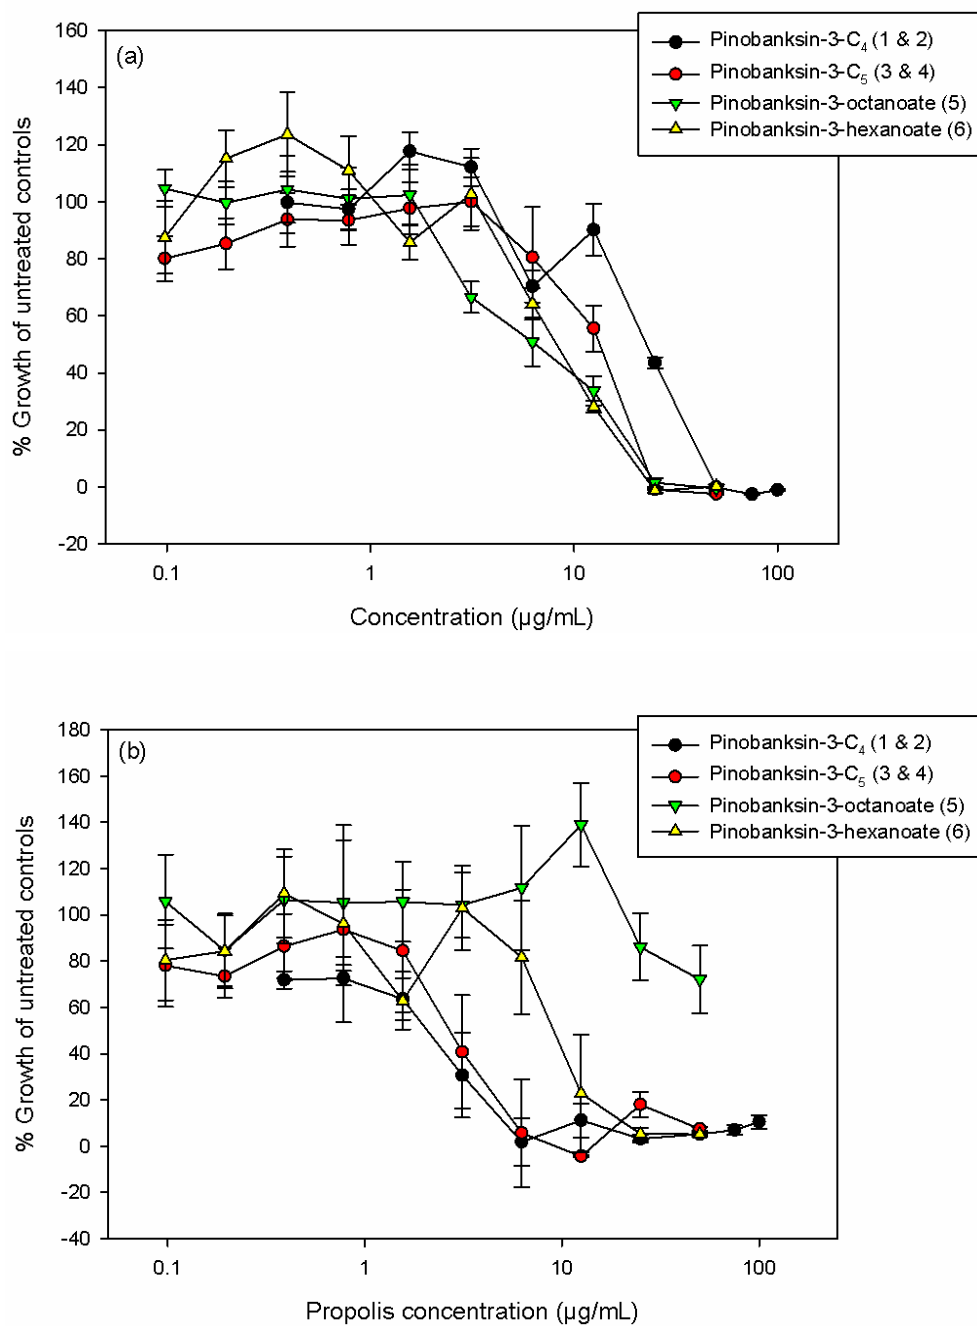 (a)
Pinobanksin-3-C₄ (1 & 2)
Pinobanksin-3-C₅ (3 & 4)
Pinobanksin-3-octanoate (5)
Pinobanksin-3-hexanoate (6)
% Growth of untreated controls
160
140
120
100
80
60
40
20
0
-20
0.1 1 10 100
Concentration (µg/mL)
(b)
Pinobanksin-3-C₄ (1 & 2)
Pinobanksin-3-C₅ (3 & 4)
Pinobanksin-3-octanoate (5)
Pinobanksin-3-hexanoate (6)
% Growth of untreated controls
180
160
140
120
100
80
60
40
20
0
-20
-40
0.1 1 10 100
Propolis concentration (µg/mL)